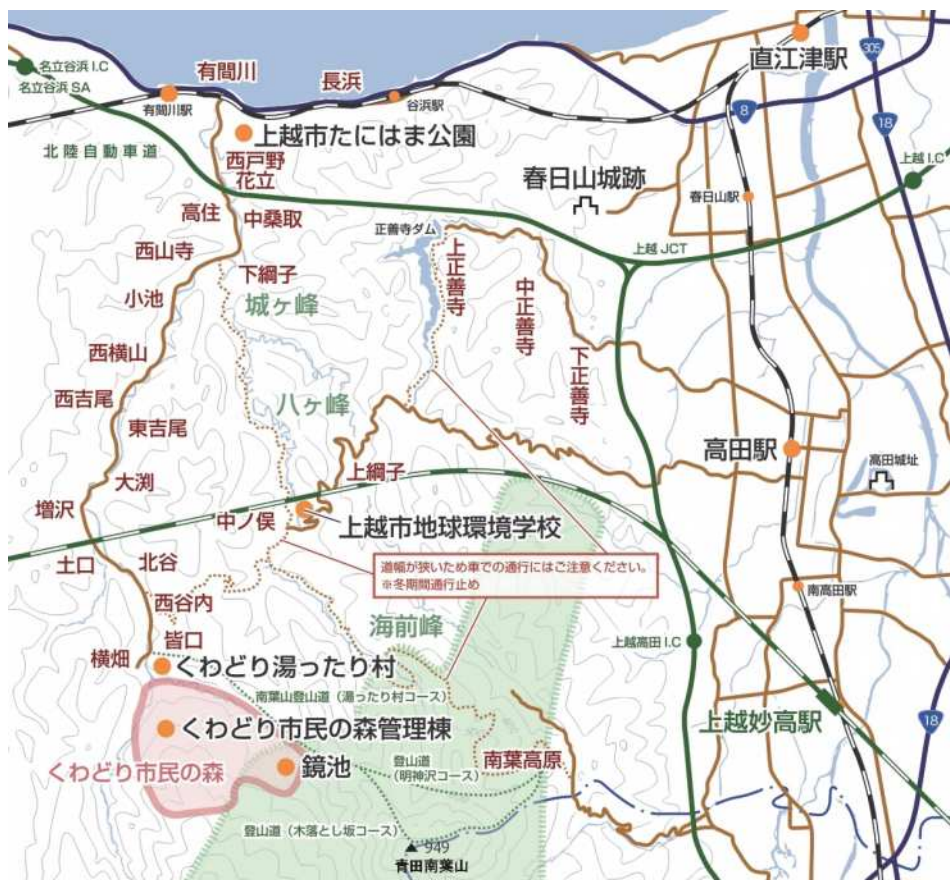 直江津駅
305
名立谷浜 I.C
名立谷浜 SA
有間川
長浜
有間川駅
谷浜駅
8
18
上越市たにはま公園
北陸自動車道
西戸野
花立
春日山城跡
上越 I.C
春日山駅
高住
中桑取
正善寺ダム
上越 JCT
西山寺
下綱子
上正善寺
城ヶ峰
中正善寺
小池
下正善寺
西横山
八ヶ峰
西吉尾
東吉尾
高田駅
高田城址
上綱子
大渕
増沢
中ノ俣
上越市地球環境学校
土口
北谷
道幅が狭いため車での通行にはご注意ください。
※冬期間通行止め
南高田駅
西谷内
海前峰
上越高田 I.C
皆口
横畑
くわどり湯ったり村
南葉山登山道（湯ったり村コース）
上越妙高駅
18
くわどり市民の森管理棟
くわどり市民の森
鏡池
登山道
（明神沢コース）
南葉高原
登山道（木落とし坂コース）
949
青田南葉山